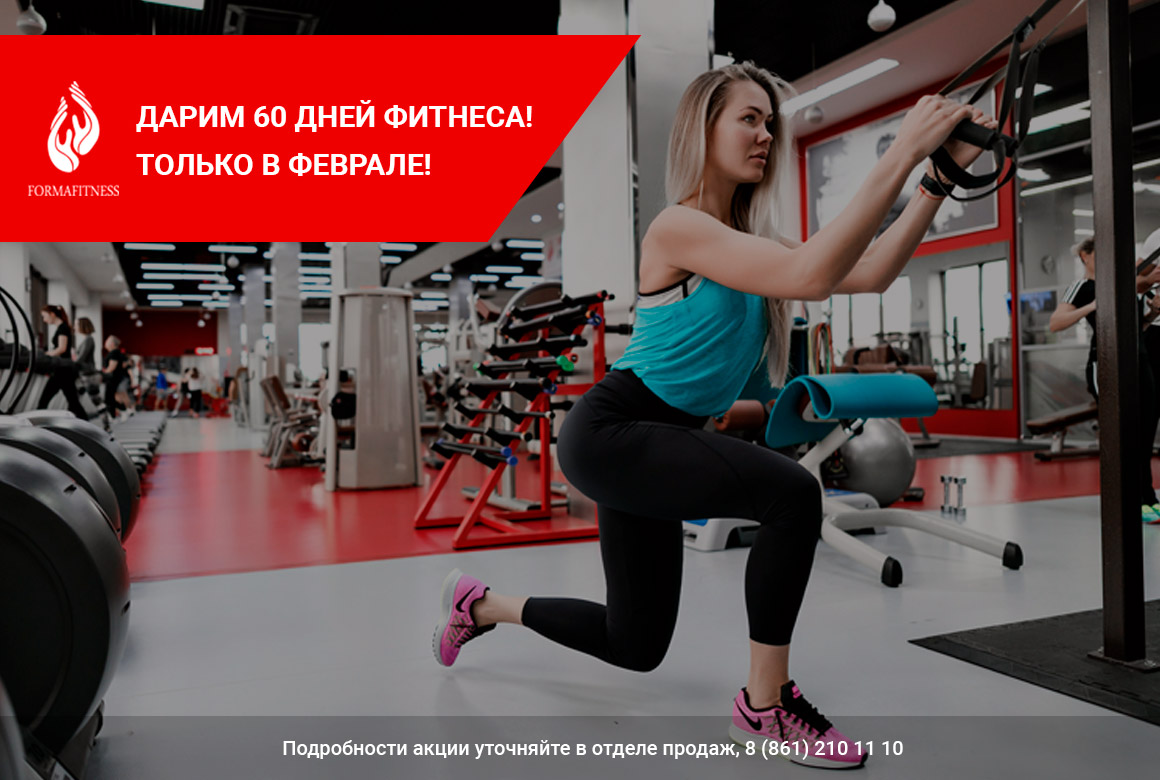 ДАРИМ 60 ДНЕЙ ФИТНЕСА!
ТОЛЬКО В ФЕВРАЛЕ!
FORMAFITNESS
Подробности акции уточняйте в отделе продаж, 8 (861) 210 11 10